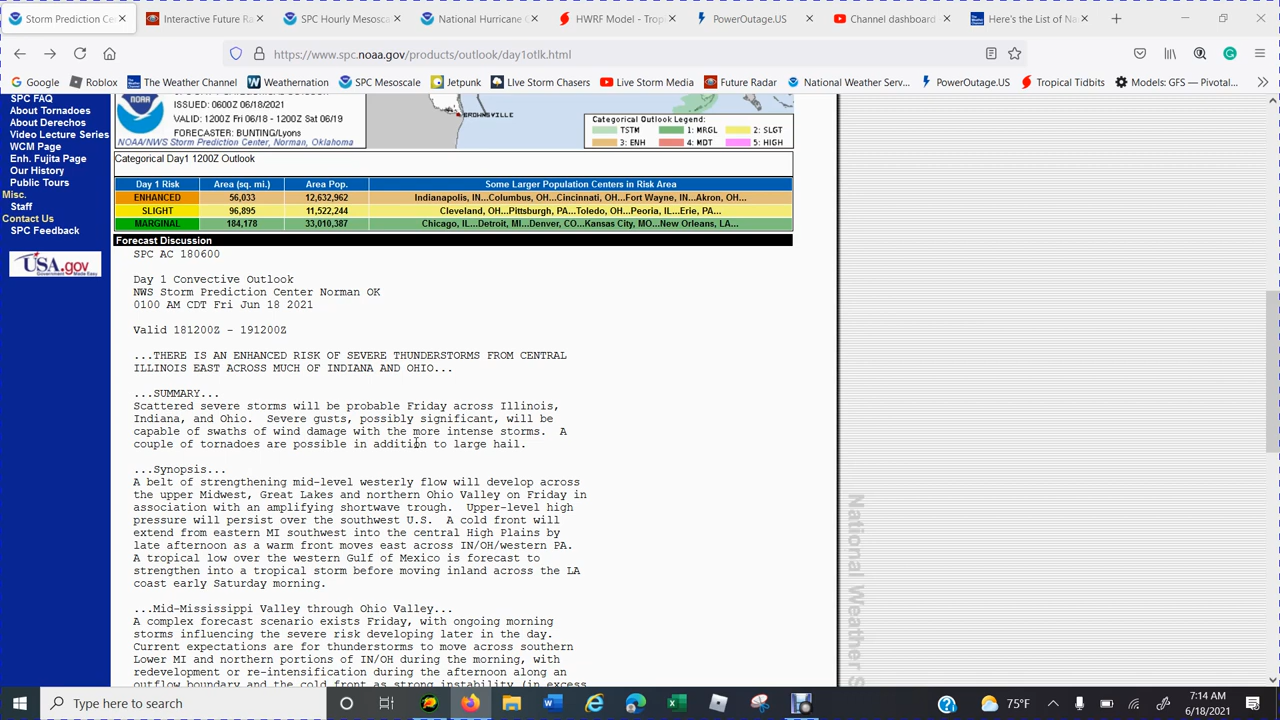 Storm Prediction Ce
Interactive Future Ra
SPC Hourly Mesosca
National Hurricane
HWRF Model - Trop
PowerOutage.US
Channel dashboard
Here's the List of Na
https://www.spc.noaa.gov/products/outlook/day1otlk.html
Google
Roblox
The Weather Channel
Weathernation
SPC Mesoscale
Jetpunk
LIve Storm Chasers
Live Storm Media
Future Radar
National Weather Serv...
PowerOutage US
Tropical Tidbits
Models: GFS — Pivotal...
SPC FAQ
About Tornadoes
About Derechos
Video Lecture Series
WCM Page
Enh. Fujita Page
Our History
Public Tours
Misc.
Staff
Contact Us
SPC Feedback
USA.gov
Government Made Easy
NOAA
ISSUED: 0600Z 06/18/2021
VALID: 1200Z Fri 06/18 - 1200Z Sat 06/19
FORECASTER: BUNTING/Lyons
NOAA/NWS Storm Prediction Center, Norman, Oklahoma
BROWNSVILLE
Categorical Outlook Legend:
TSTM 1: MRGL 2: SLGT
3: ENH 4: MDT 5: HIGH
Categorical Day1 1200Z Outlook
Day 1 Risk Area (sq. mi.) Area Pop. Some Larger Population Centers in Risk Area
ENHANCED 56,033 12,632,962 Indianapolis, IN...Columbus, OH...Cincinnati, OH...Fort Wayne, IN...Akron, OH...
SLIGHT 96,895 11,522,244 Cleveland, OH...Pittsburgh, PA...Toledo, OH...Peoria, IL...Erie, PA...
MARGINAL 184,178 33,010,387 Chicago, IL...Detroit, MI...Denver, CO...Kansas City, MO...New Orleans, LA...
Forecast Discussion
SPC AC 180600
Day 1 Convective Outlook
NWS Storm Prediction Center Norman OK
0100 AM CDT Fri Jun 18 2021
Valid 181200Z - 191200Z
...THERE IS AN ENHANCED RISK OF SEVERE THUNDERSTORMS FROM CENTRAL
ILLINOIS EAST ACROSS MUCH OF INDIANA AND OHIO...
...SUMMARY...
Scattered severe storms will be probable Friday across Illinois,
Indiana, and Ohio. Severe gusts, possibly significant, will be
capable of swaths of wind damage with the more intense storms. A
couple of tornadoes are possible in addition to large hail.
...Synopsis...
A belt of strengthening mid-level westerly flow will develop across
the upper Midwest, Great Lakes and northern Ohio Valley on Friday in
association with an amplifying shortwave trough. Upper-level high
pressure will persist over the southwest U.S. A cold front will
extend from eastern MI southwest into the central High Plains by
late afternoon as a warm front moves east across IN/OH/western PA.
A tropical low over the western Gulf of Mexico is forecast to
strengthen into a tropical storm before moving inland across the LA
coast early Saturday morning.
...Mid-Mississippi Valley through Ohio Valley...
A complex forecast scenario exists Friday, with ongoing morning
storms influencing the severe risk developing later in the day.
Current expectations are for thunderstorms to move across southern
Lower MI and northern portions of IN/OH during the morning, with
redevelopment or re-intensification during the afternoon along an
outflow boundary and the cold front as strong instability (in excess
National Weather S
Type here to search
75°F
7:14 AM
6/18/2021